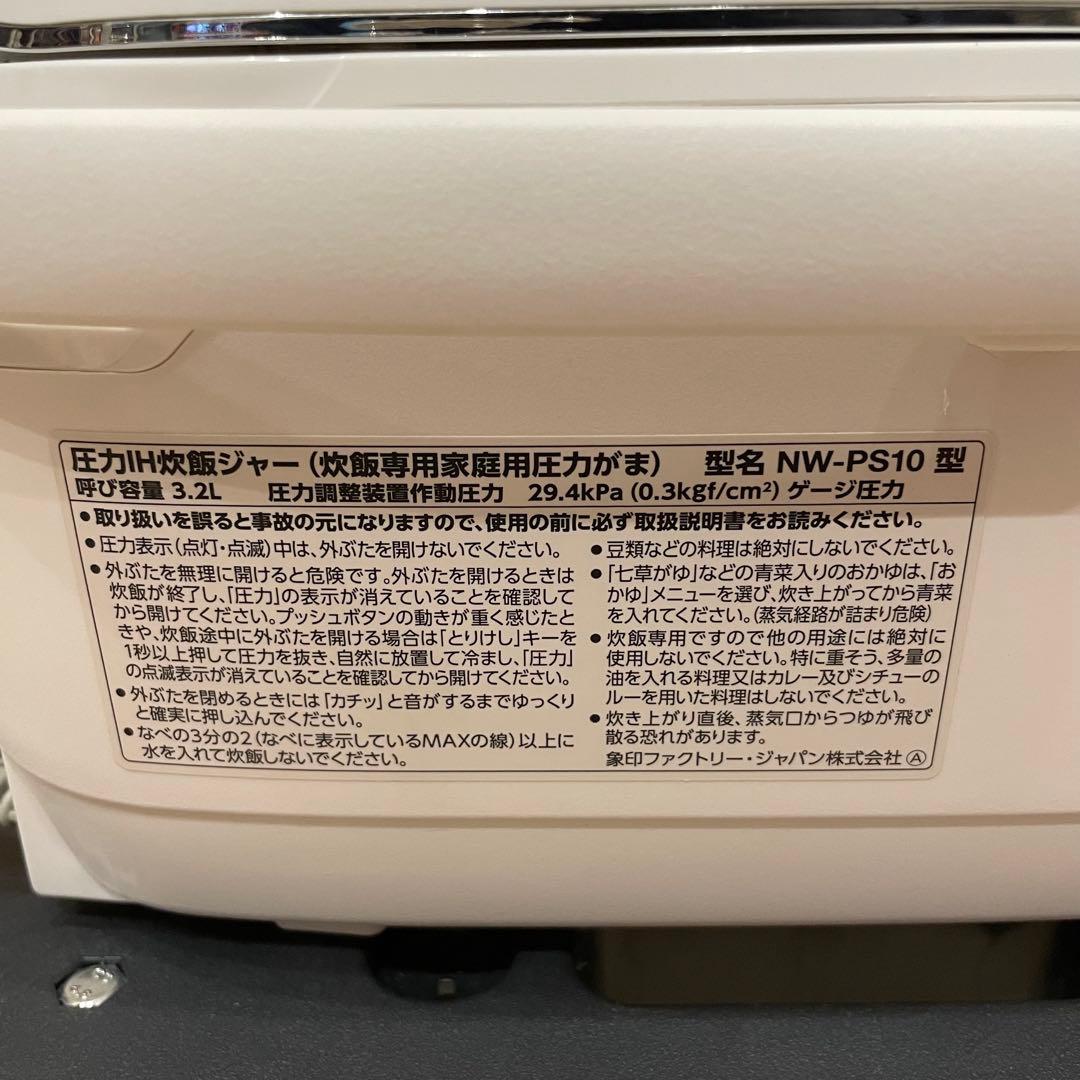 圧力IH炊飯ジャー（炊飯専用家庭用圧力がま） 型名 NW-PS10 型
呼び容量 3.2L 圧力調整装置作動圧力 29.4kPa (0.3kgf/cm²) ゲージ圧力
●取り扱いを誤ると事故の元になりますので、使用の前に必ず取扱説明書をお読みください。
●圧力表示（点灯・点滅）中は、外ぶたを開けないでください。
●外ぶたを無理に開けると危険です。外ぶたを開けるときは
炊飯が終了し、「圧力」の表示が消えていることを確認して
から開けてください。プッシュボタンの動きが重く感じたと
きや、炊飯途中に外ぶたを開ける場合は「とりけし」キーを
1秒以上押して圧力を抜き、自然に放置して冷まし、「圧力」
の点滅表示が消えていることを確認してから開けてください。
●外ぶたを閉めるときには「カチッ」と音がするまでゆっくり
と確実に押し込んでください。
●なべの3分の2（なべに表示しているMAXの線）以上に
水を入れて炊飯しないでください。
●豆類などの料理は絶対にしないでください。
●「七草がゆ」などの青菜入りのおかゆは、「お
かゆ」メニューを選び、炊き上がってから青菜
を入れてください。（蒸気経路が詰まり危険）
●炊飯専用ですので他の用途には絶対に
使用しないでください。特に重そう、多量の
油を入れる料理又はカレー及びシチューの
ルーを用いた料理はしないでください。
●炊き上がり直後、蒸気口からつゆが飛び
散る恐れがあります。
象印ファクトリー・ジャパン株式会社 Ⓐ